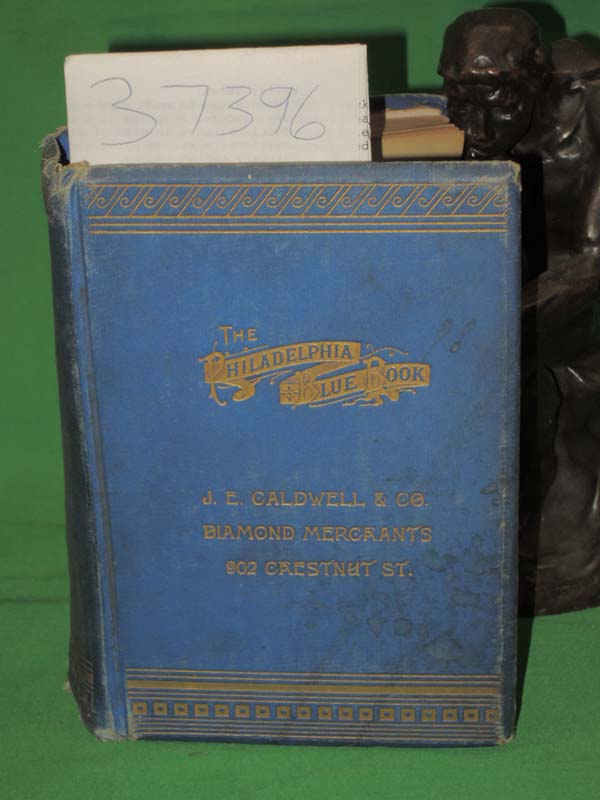 37396
k
a
e
d
THE
PHILADELPHIA
BLUE BOOK
J. E. CALDWELL & CO.
DIAMOND MERCHANTS
902 CHESTNUT ST.